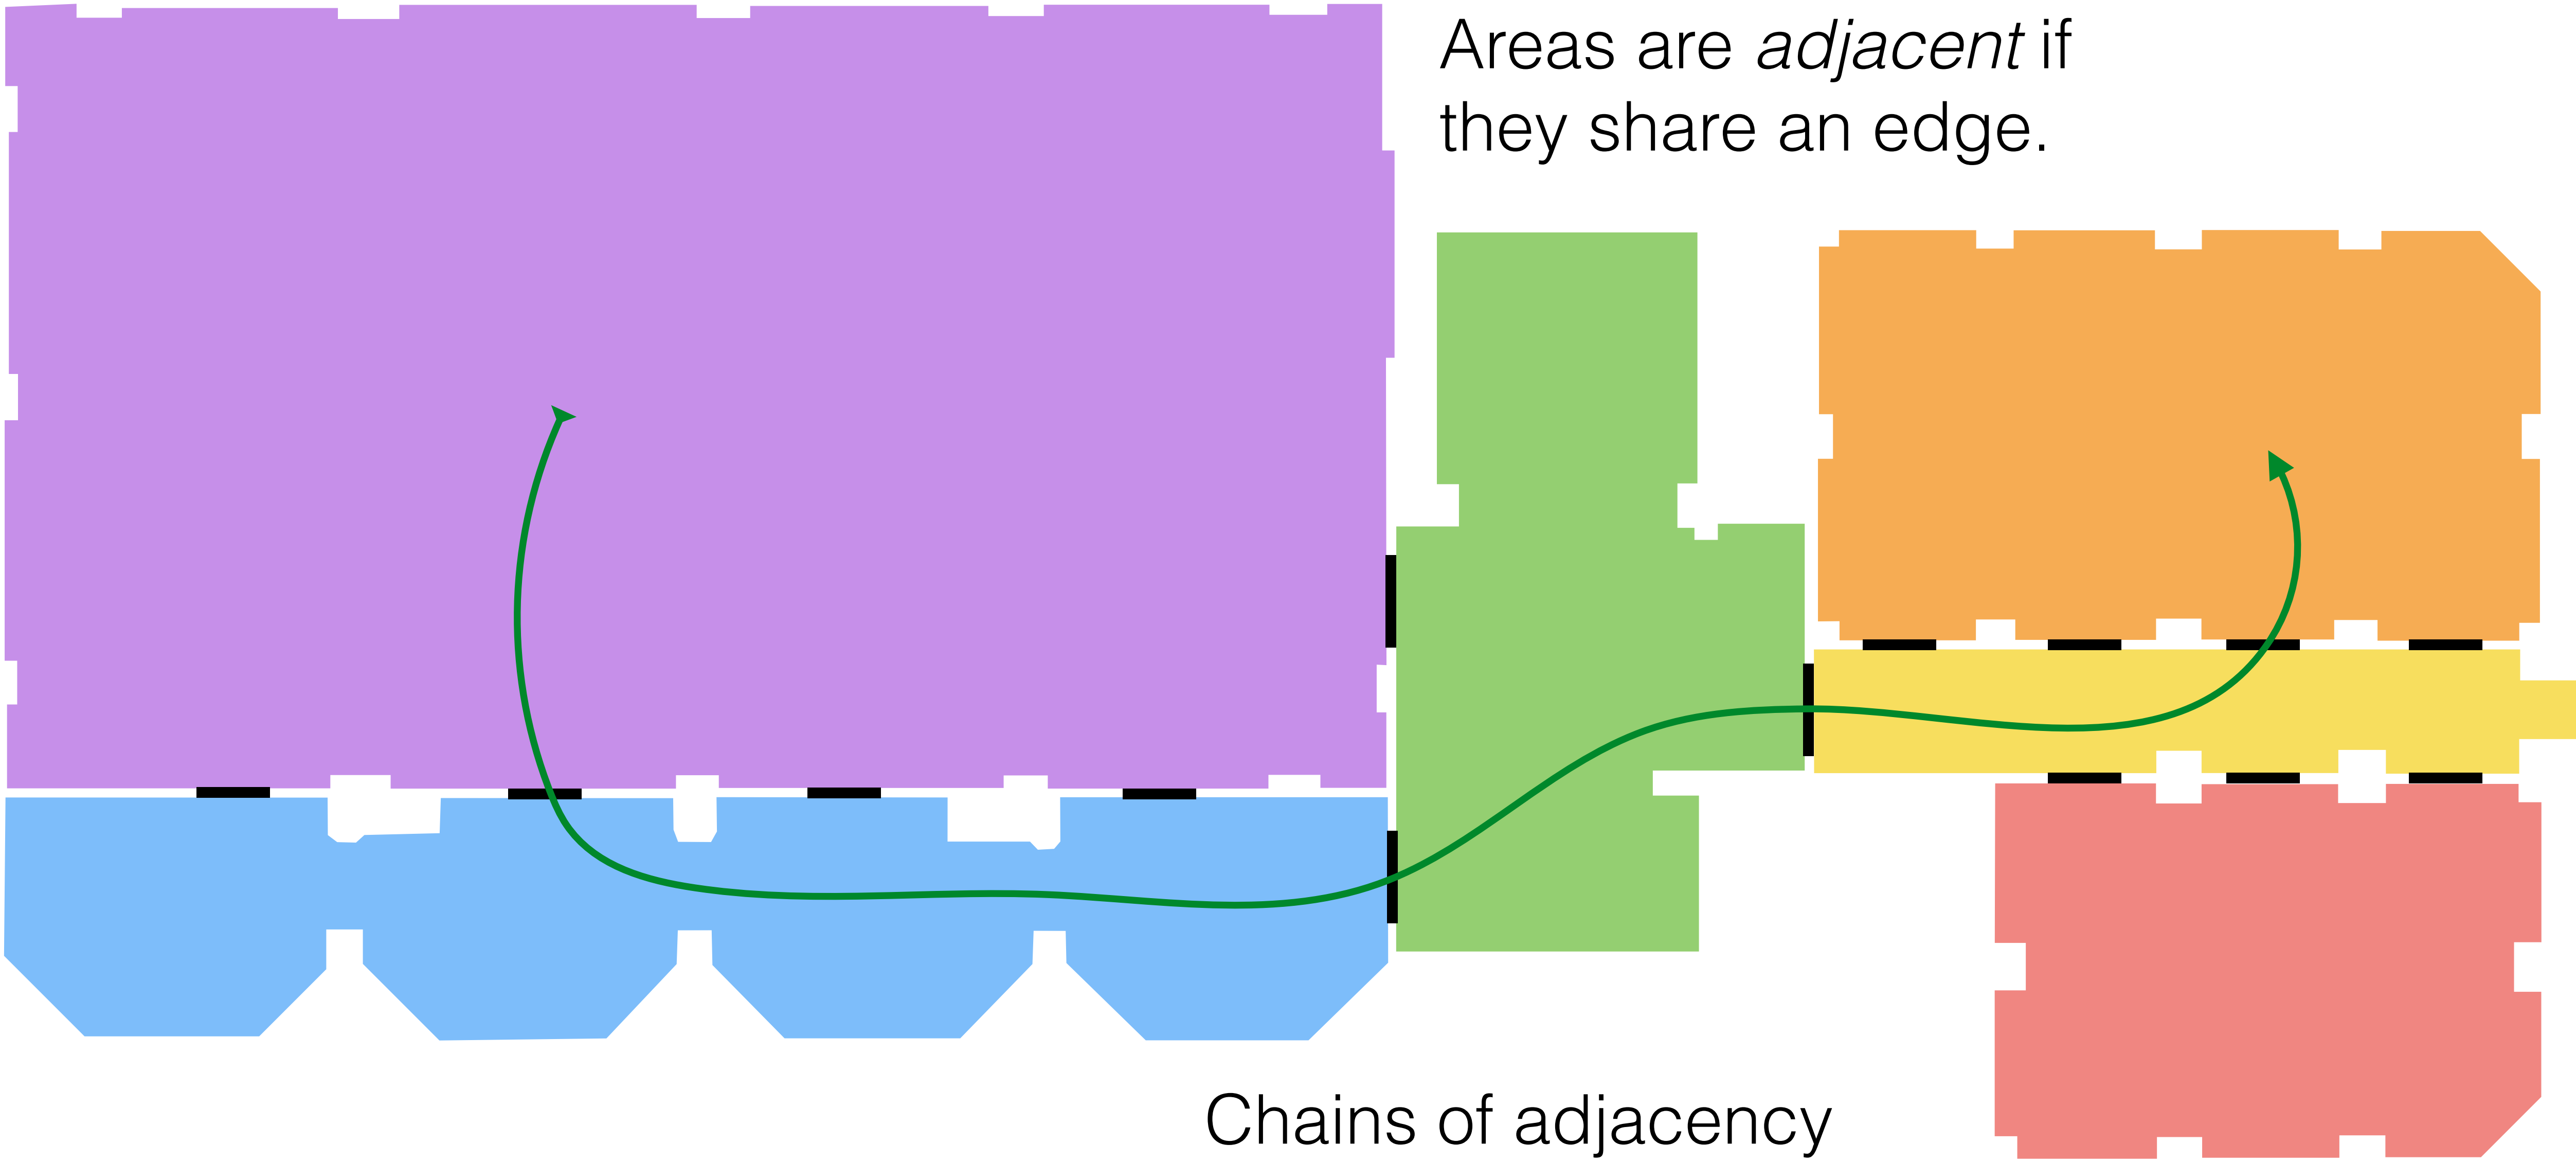 Areas are adjacent if
they share an edge.
Chains of adjacency